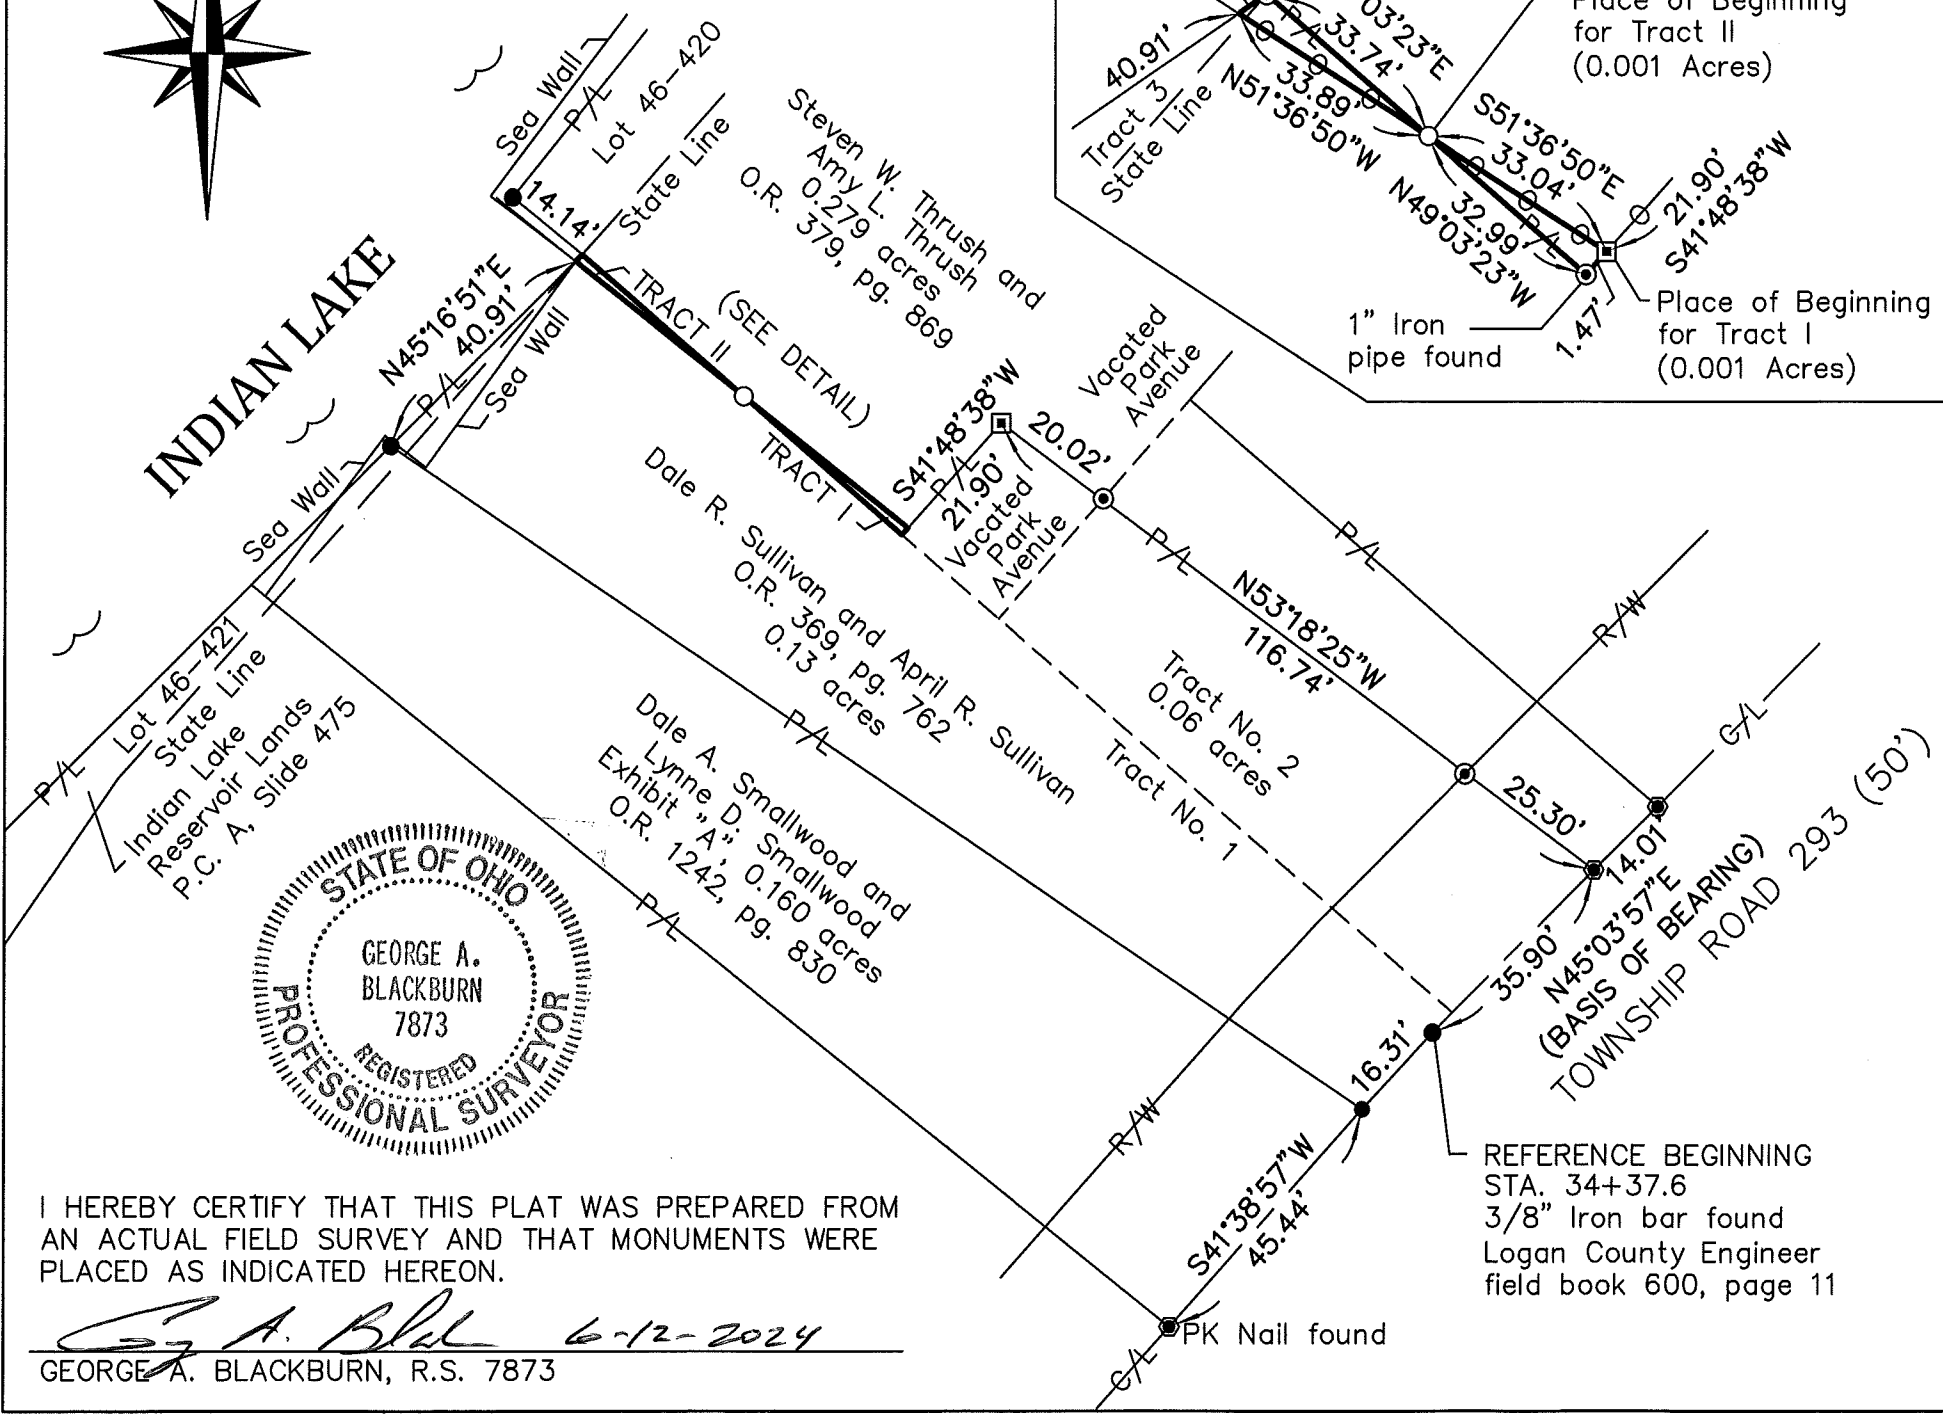 Place of Beginning
for Tract II
(0.001 Acres)
03'23"E
33.74'
P/L
40.91'
33.89'
N51°36'50"W
Tract 3
State Line
S51°36'50"E
33.04'
21.90'
S41°48'38"W
P/L
32.99'
N49°03'23"W
1.47'
1" Iron
pipe found
Place of Beginning
for Tract I
(0.001 Acres)
Sea Wall
P/L
Lot 46-420
State Line
14.14'
Steven W. Thrush and
Amy L. Thrush
0.279 acres
O.R. 379, pg. 869
INDIAN LAKE
N45°16'51"E
40.91'
P/L
Sea Wall
TRACT II
(SEE DETAIL)
TRACT I
S41°48'38"W
P/L
21.90'
Vacated
Park
Avenue
20.02'
Vacated
Park
Avenue
P/L
P/L
N53°18'25"W
116.74'
R/W
Sea Wall
Dale R. Sullivan and April R. Sullivan
O.R. 369, pg. 762
0.13 acres
Tract No. 2
0.06 acres
Tract No. 1
P/L
Lot 46-421
State Line
P/L
Indian Lake
Reservoir Lands
P.C. A, Slide 475
Dale A. Smallwood and
Lynne D. Smallwood
Exhibit "A", 0.160 acres
O.R. 1242, pg. 830
P/L
25.30'
C/L
14.01'
35.90'
N45°03'57"E
(BASIS OF BEARING)
TOWNSHIP ROAD 293 (50')
16.31'
R/W
S41°38'57"W
45.44'
REFERENCE BEGINNING
STA. 34+37.6
3/8" Iron bar found
Logan County Engineer
field book 600, page 11
PK Nail found
C/L
STATE OF OHIO
GEORGE A.
BLACKBURN
7873
REGISTERED
PROFESSIONAL SURVEYOR
I HEREBY CERTIFY THAT THIS PLAT WAS PREPARED FROM
AN ACTUAL FIELD SURVEY AND THAT MONUMENTS WERE
PLACED AS INDICATED HEREON.
6-12-2024
GEORGE A. BLACKBURN, R.S. 7873